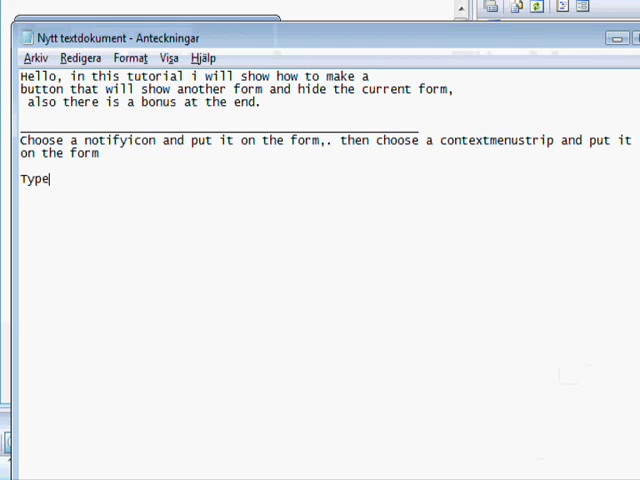 Nytt textdokument - Anteckningar
Arkiv Redigera Format Visa Hjälp
Hello, in this tutorial i will show how to make a
button that will show another form and hide the current form,
also there is a bonus at the end.
Choose a notifyicon and put it on the form,. then choose a contextmenustrip and put it
on the form
Type